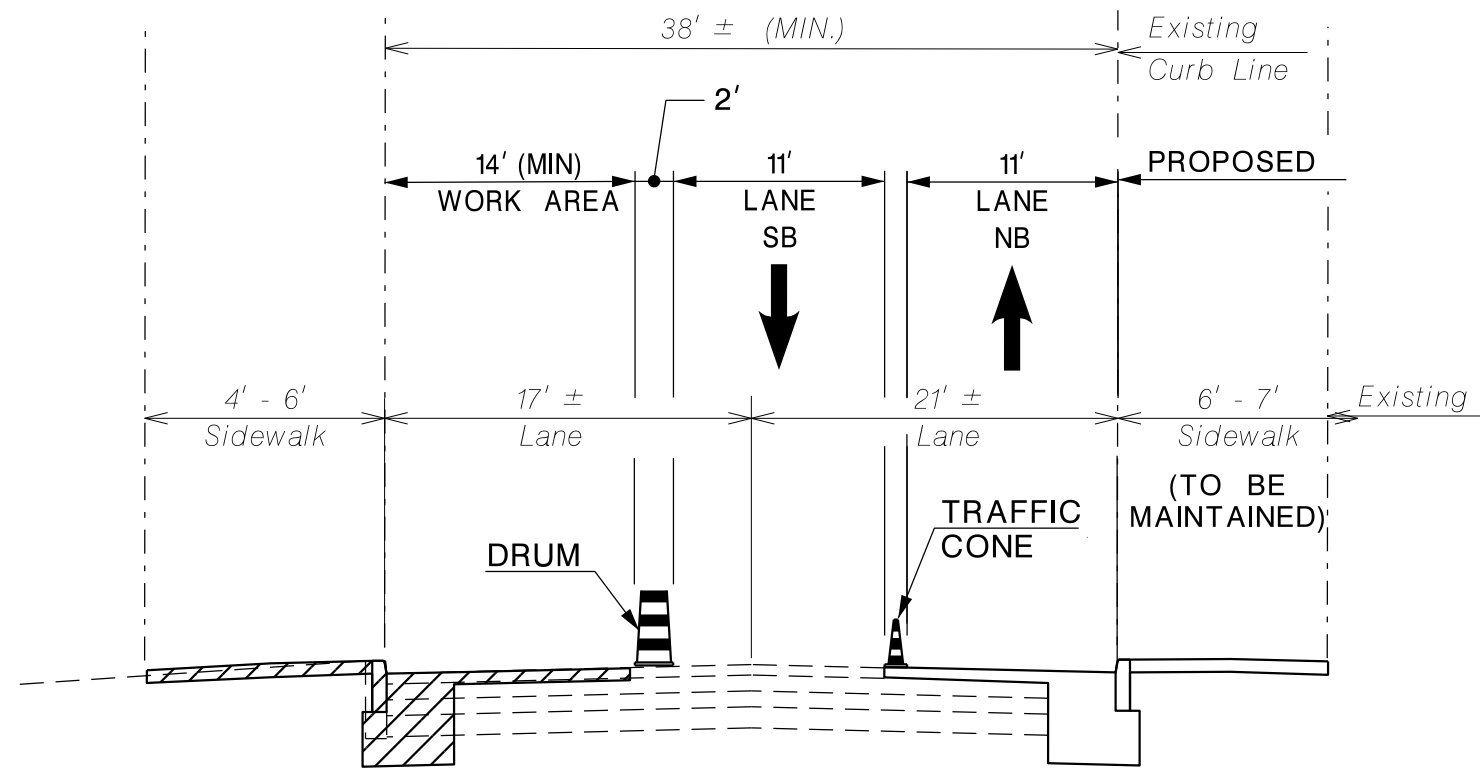 38' ± (MIN.)
Existing
Curb Line
2'
14' (MIN)
WORK AREA
11'
LANE
SB
11'
LANE
NB
PROPOSED
4' - 6'
Sidewalk
17' ±
Lane
21' ±
Lane
6' - 7'
Sidewalk
Existing
(TO BE
MAINTAINED)
DRUM
TRAFFIC
CONE